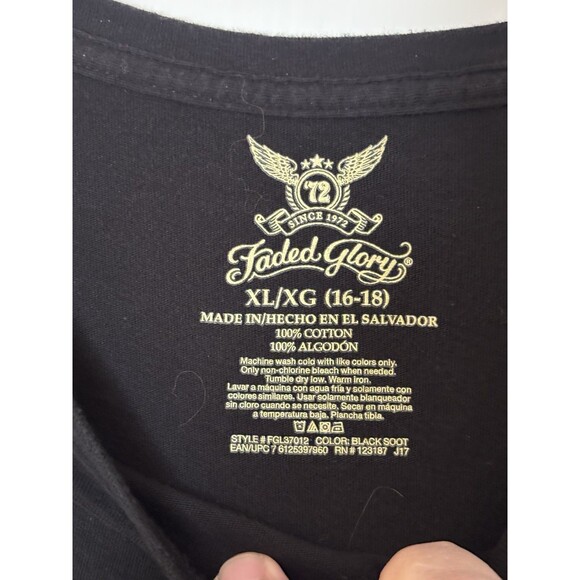 '72
SINCE 1972
Faded Glory®
XL/XG (16-18)
MADE IN/HECHO EN EL SALVADOR
100% COTTON
100% ALGODÓN
Machine wash cold with like colors only.
Only non-chlorine bleach when needed.
Tumble dry low. Warm iron.
Lavar a máquina con agua fría y solamente con
colores similares. Usar solamente blanqueador
sin cloro cuando se necesite. Secar en máquina
a temperatura baja. Plancha tibia.
STYLE # FGL37012 COLOR: BLACK SOOT
EAN/UPC 7 6125397960 RN # 123187 J17